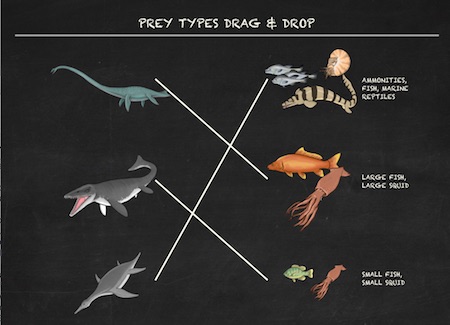 PREY TYPES DRAG & DROP
AMMONITIES,
FISH, MARINE
REPTILES
LARGE FISH,
LARGE SQUID
SMALL FISH,
SMALL SQUID